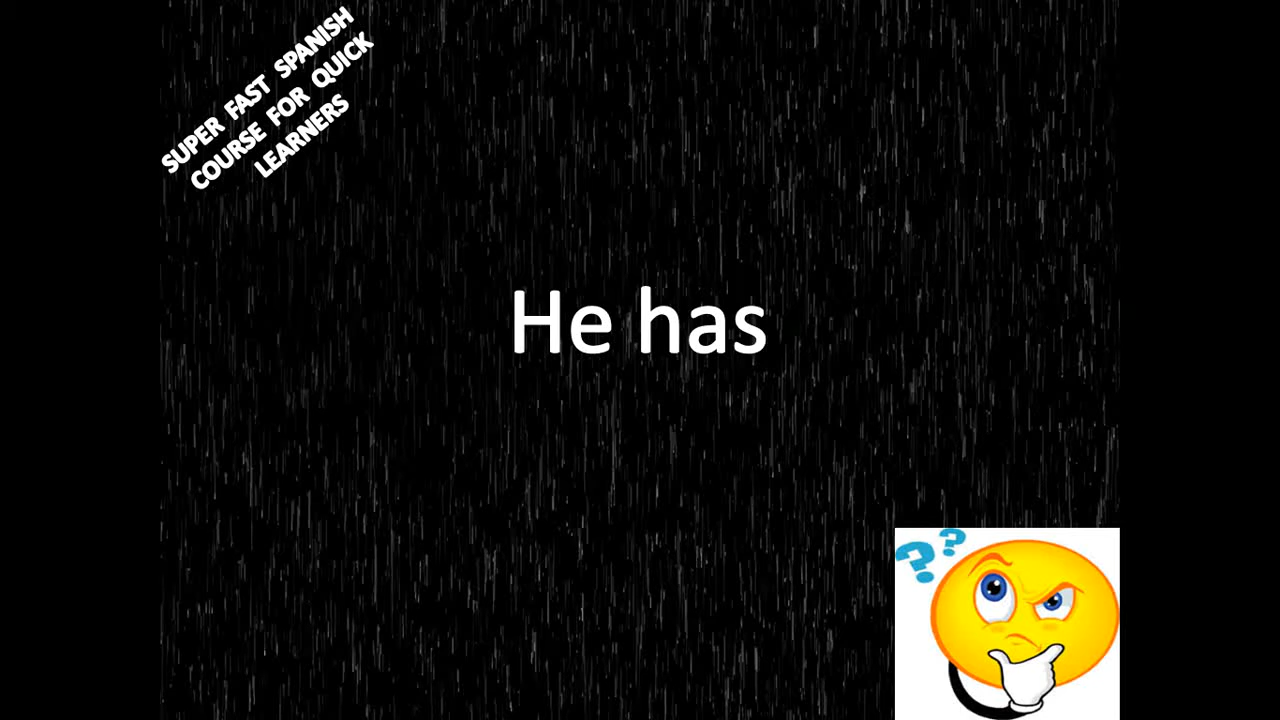 SUPER FAST SPANISH
COURSE FOR QUICK
LEARNERS
He has
??